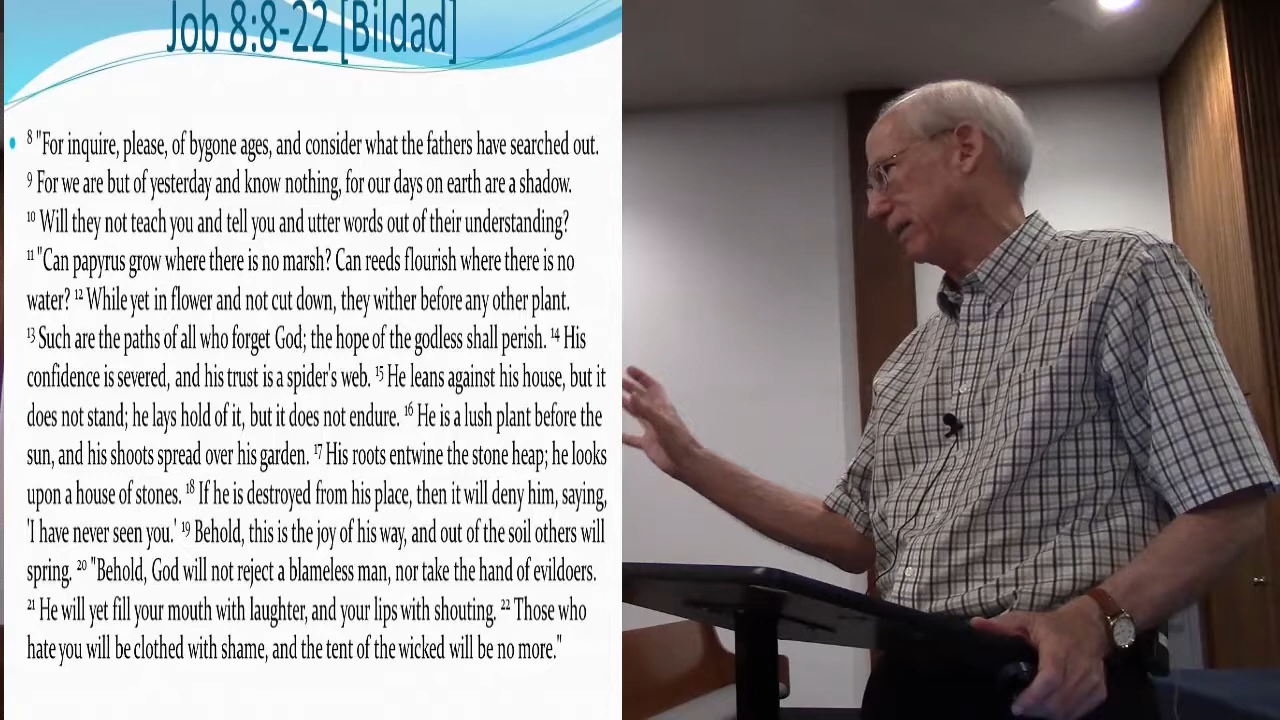 Job 8:8-22 [Bildad]
8 "For inquire, please, of bygone ages, and consider what the fathers have searched out.
9 For we are but of yesterday and know nothing, for our days on earth are a shadow.
10 Will they not teach you and tell you and utter words out of their understanding?
11 "Can papyrus grow where there is no marsh? Can reeds flourish where there is no
water? 12 While yet in flower and not cut down, they wither before any other plant.
13 Such are the paths of all who forget God; the hope of the godless shall perish. 14 His
confidence is severed, and his trust is a spider's web. 15 He leans against his house, but it
does not stand; he lays hold of it, but it does not endure. 16 He is a lush plant before the
sun, and his shoots spread over his garden. 17 His roots entwine the stone heap; he looks
upon a house of stones. 18 If he is destroyed from his place, then it will deny him, saying,
'I have never seen you.' 19 Behold, this is the joy of his way, and out of the soil others will
spring. 20 "Behold, God will not reject a blameless man, nor take the hand of evildoers.
21 He will yet fill your mouth with laughter, and your lips with shouting. 22 Those who
hate you will be clothed with shame, and the tent of the wicked will be no more."